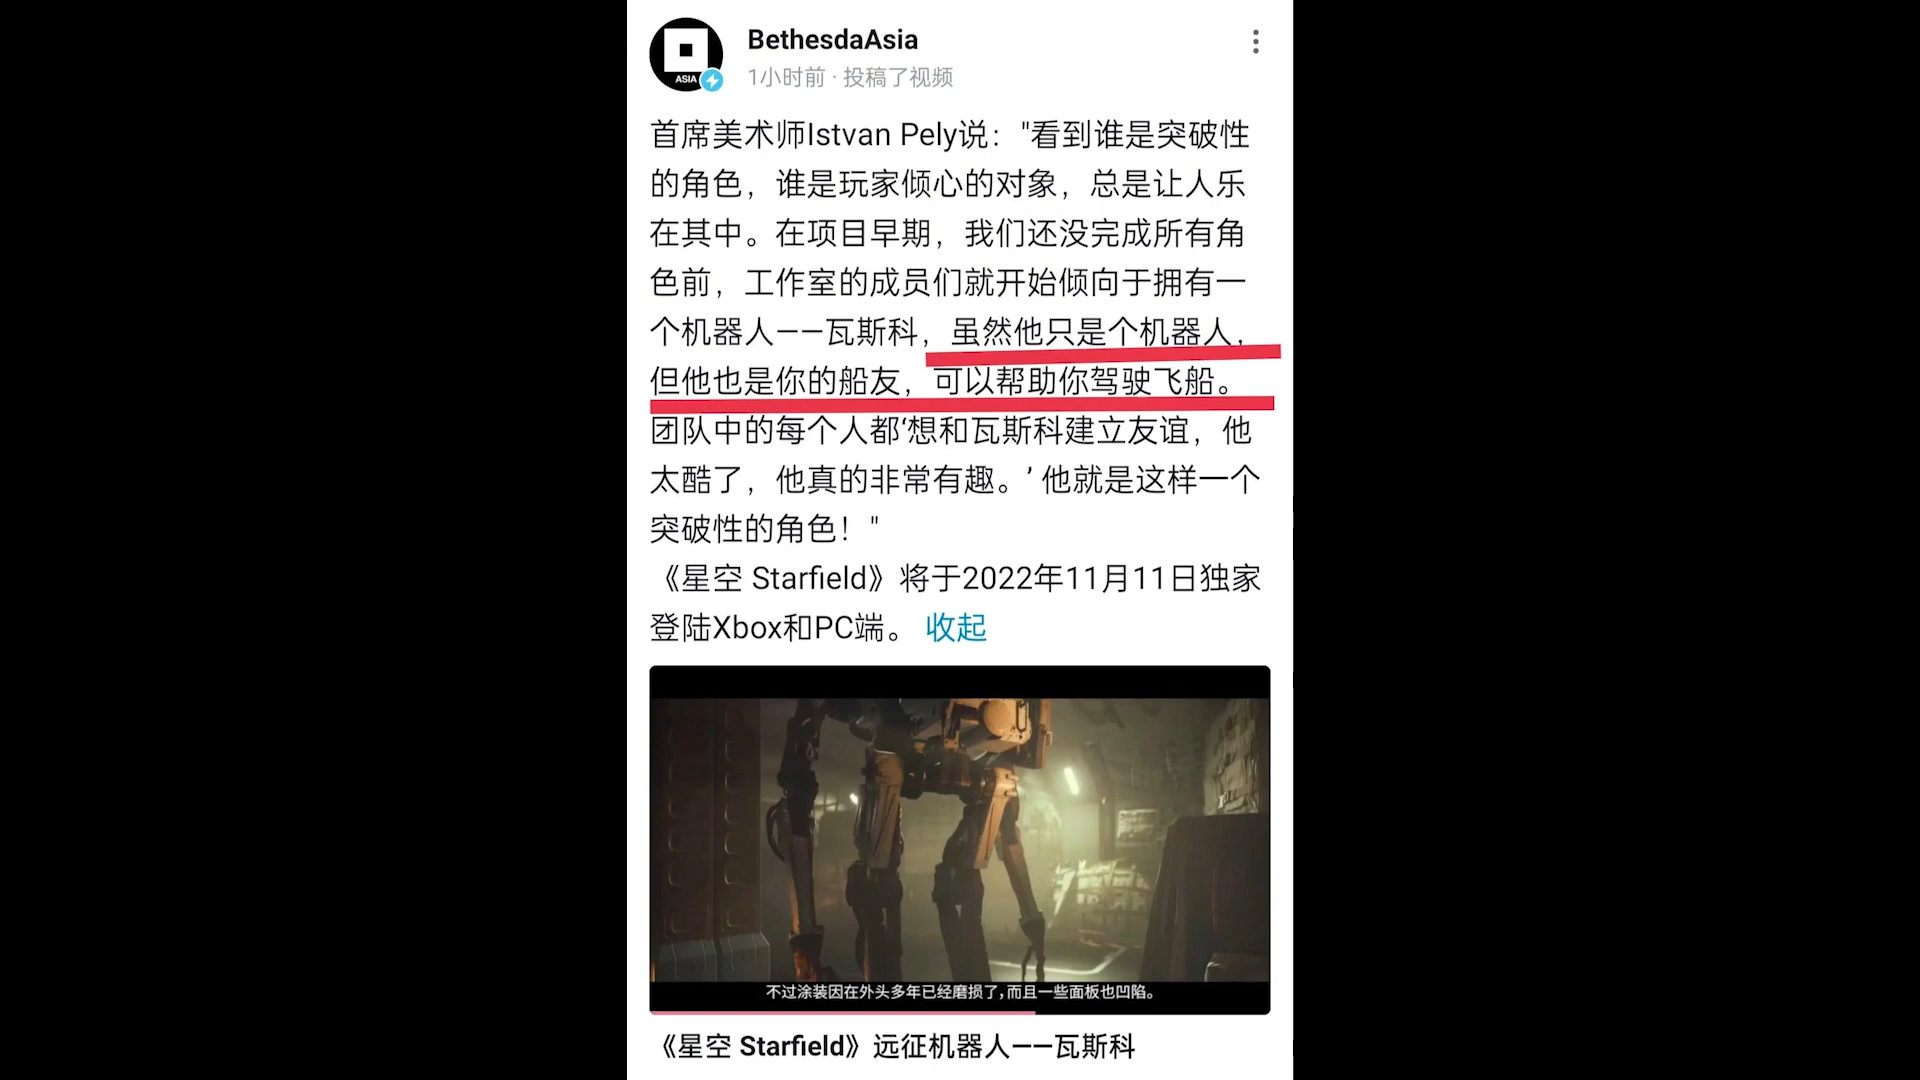 BethesdaAsia
ASIA
1小时前 · 投稿了视频
首席美术师Istvan Pely说："看到谁是突破性
的角色，谁是玩家倾心的对象，总是让人乐
在其中。在项目早期，我们还没完成所有角
色前，工作室的成员们就开始倾向于拥有一
个机器人——瓦斯科，虽然他只是个机器人，
但他也是你的船友，可以帮助你驾驶飞船。
团队中的每个人都‘想和瓦斯科建立友谊，他
太酷了，他真的非常有趣。’ 他就是这样一个
突破性的角色！"
《星空 Starfield》将于2022年11月11日独家
登陆Xbox和PC端。 收起
不过涂装因在外头多年已经磨损了，而且一些面板也凹陷。
《星空 Starfield》远征机器人——瓦斯科